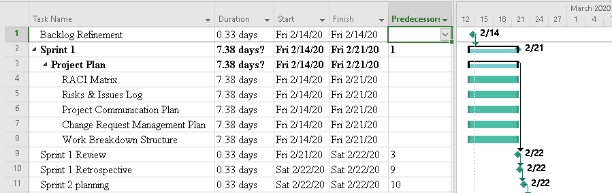 March 2020
Task Name Duration Start Finish Predecessors 12 15 18 21 24 27 1 4 7
1 Backlog Refinement 0.33 days Fri 2/14/20 Fri 2/14/20 2/14
2 Sprint 1 7.38 days? Fri 2/14/20 Fri 2/21/20 1 2/21
3 Project Plan 7.38 days? Fri 2/14/20 Fri 2/21/20
4 RACI Matrix 7.38 days Fri 2/14/20 Fri 2/21/20
5 Risks & Issues Log 7.38 days Fri 2/14/20 Fri 2/21/20
6 Project Communication Plan 7.38 days Fri 2/14/20 Fri 2/21/20
7 Change Request Management Plan 7.38 days Fri 2/14/20 Fri 2/21/20
8 Work Breakdown Structure 7.38 days Fri 2/14/20 Fri 2/21/20
9 Sprint 1 Review 0.33 days Fri 2/21/20 Sat 2/22/20 3 2/22
10 Sprint 1 Retrospective 0.33 days Sat 2/22/20 Sat 2/22/20 9 2/22
11 Sprint 2 planning 0.33 days Sat 2/22/20 Sat 2/22/20 10 2/22